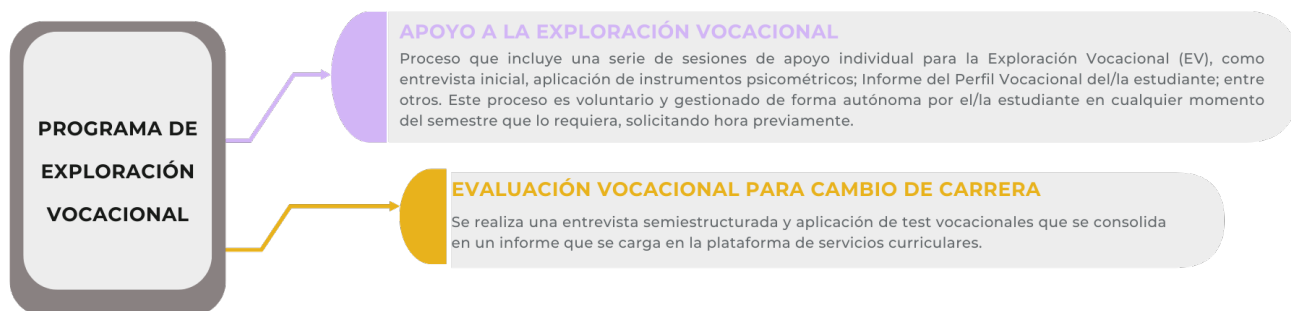 PROGRAMA DE
EXPLORACIÓN
VOCACIONAL
APOYO A LA EXPLORACIÓN VOCACIONAL
Proceso que incluye una serie de sesiones de apoyo individual para la Exploración Vocacional (EV), como
entrevista inicial, aplicación de instrumentos psicométricos; Informe del Perfil Vocacional del/la estudiante; entre
otros. Este proceso es voluntario y gestionado de forma autónoma por el/la estudiante en cualquier momento
del semestre que lo requiera, solicitando hora previamente.
EVALUACIÓN VOCACIONAL PARA CAMBIO DE CARRERA
Se realiza una entrevista semiestructurada y aplicación de test vocacionales que se consolida
en un informe que se carga en la plataforma de servicios curriculares.